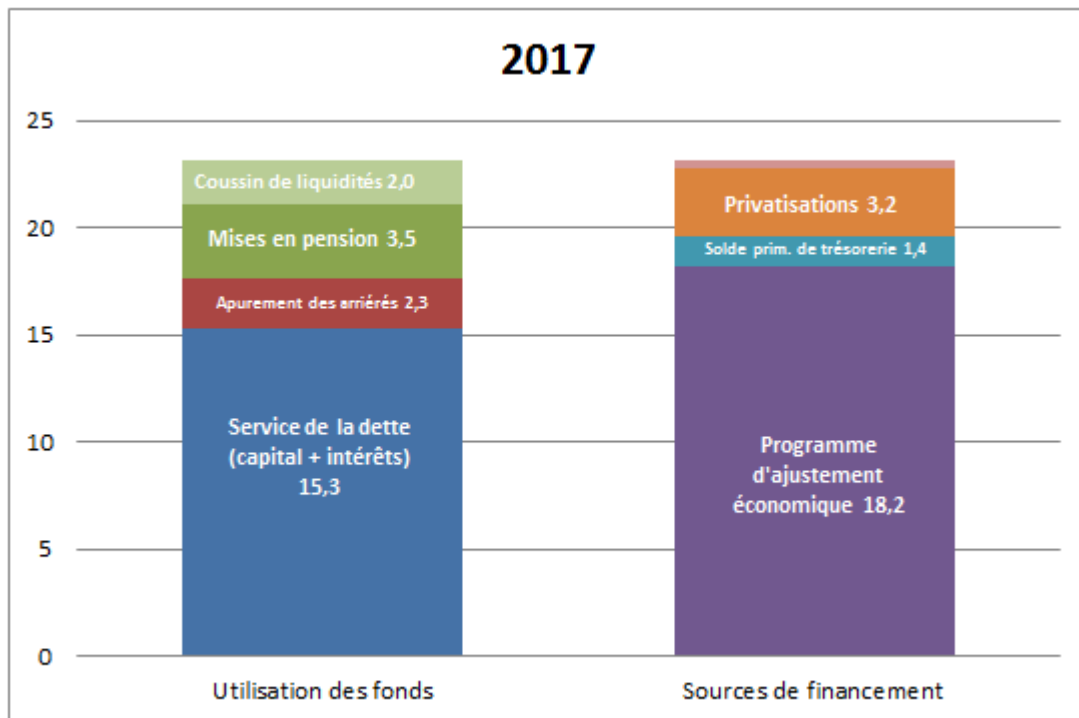 2017
25
20
15
10
5
0
Coussin de liquidités 2,0
Mises en pension 3,5
Apurement des arriérés 2,3
Service de la dette
(capital + intérêts)
15,3
Privatisations 3,2
Solde prim. de trésorerie 1,4
Programme
d'ajustement
économique 18,2
Utilisation des fonds
Sources de financement